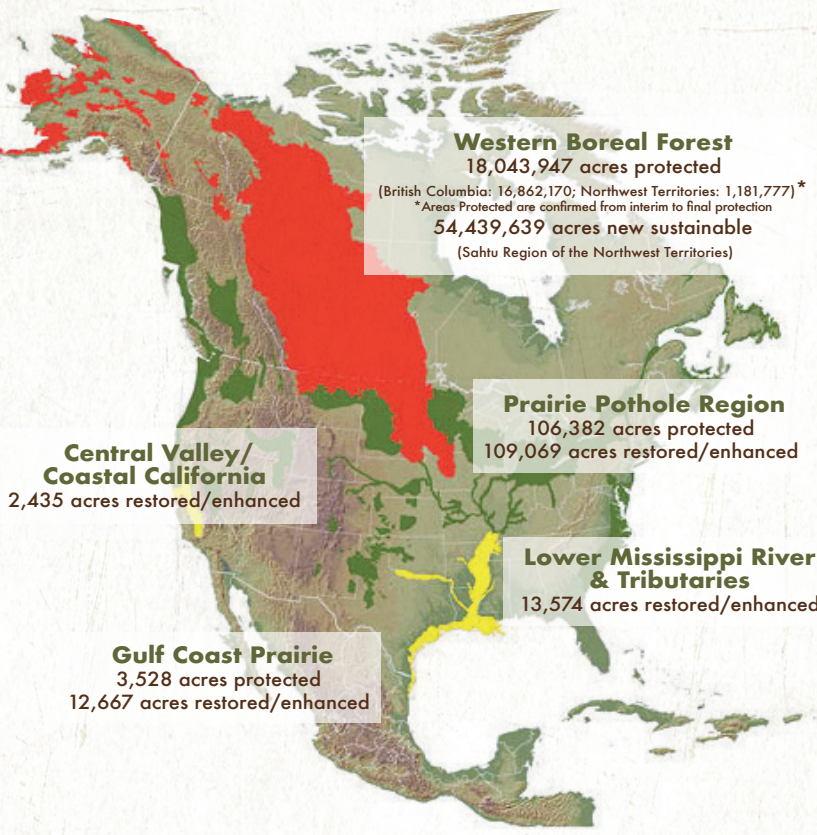 Western Boreal Forest
18,043,947 acres protected
(British Columbia: 16,862,170; Northwest Territories: 1,181,777)*
*Areas Protected are confirmed from interim to final protection
54,439,639 acres new sustainable
(Sahtu Region of the Northwest Territories)
Prairie Pothole Region
106,382 acres protected
109,069 acres restored/enhanced
Central Valley/
Coastal California
2,435 acres restored/enhanced
Lower Mississippi River
& Tributaries
13,574 acres restored/enhanced
Gulf Coast Prairie
3,528 acres protected
12,667 acres restored/enhanced